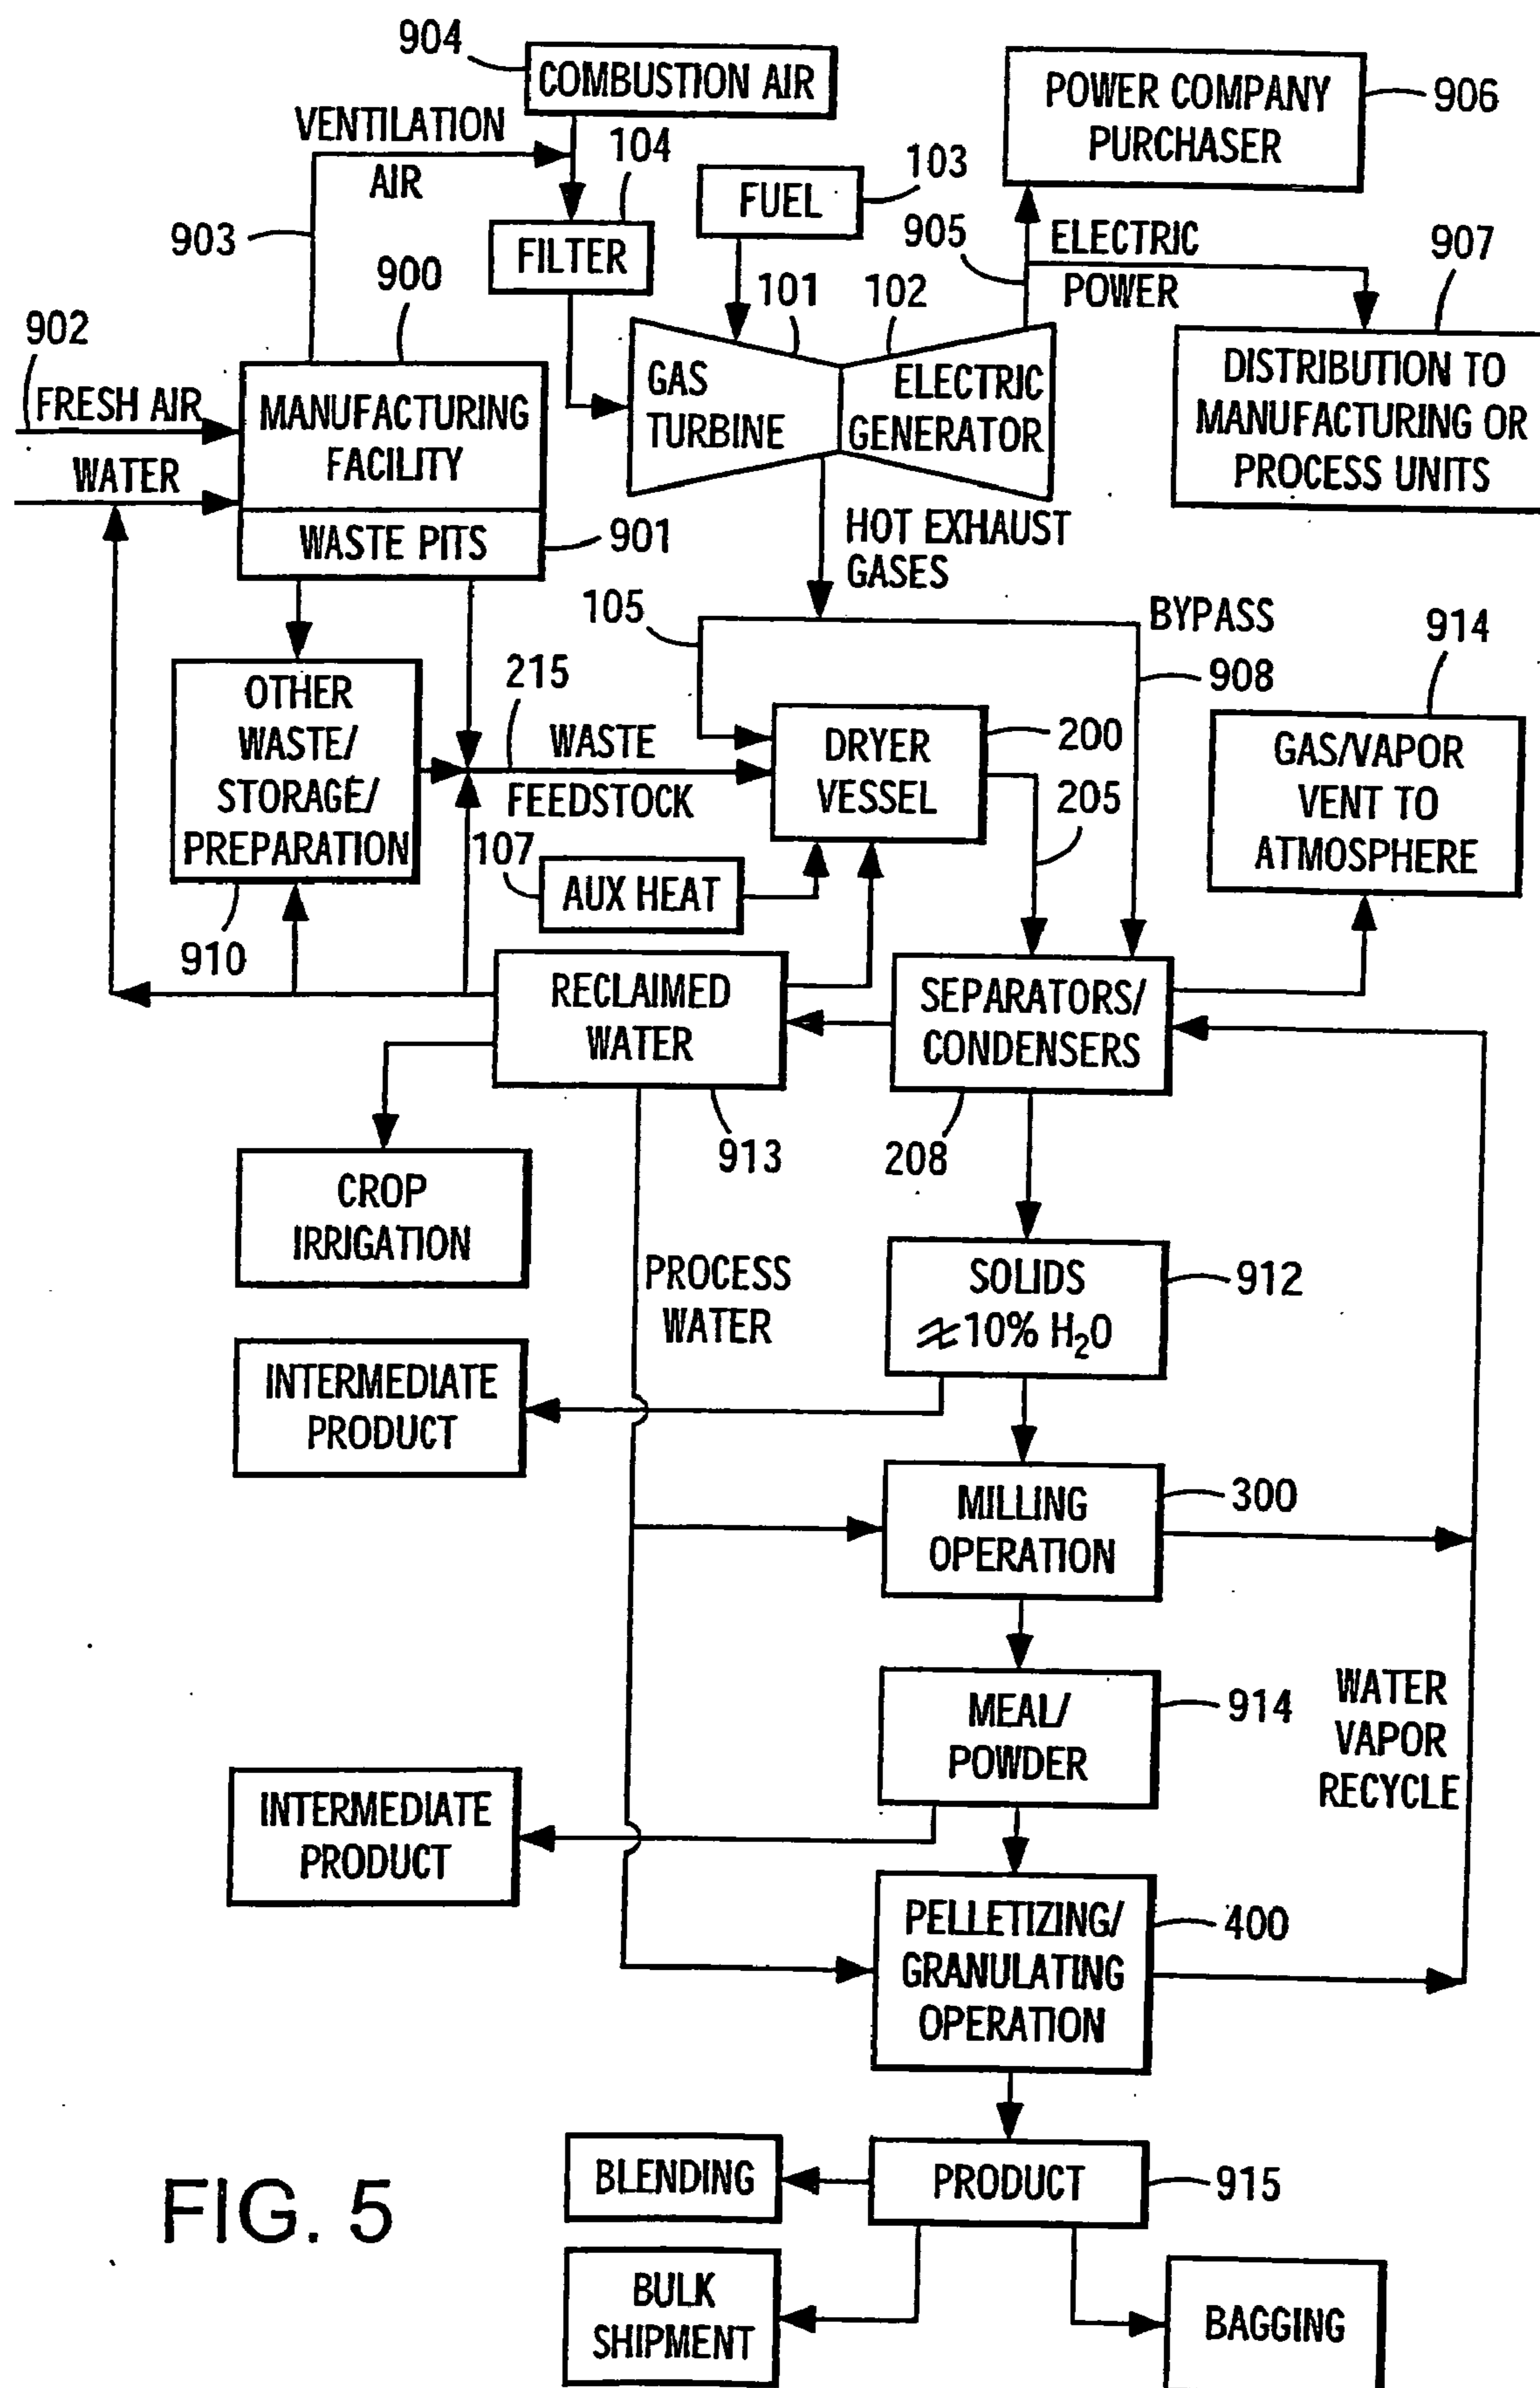 904
COMBUSTION AIR
POWER COMPANY
PURCHASER
906
VENTILATION
AIR
104
FUEL
103
903
FILTER
900
905
ELECTRIC
POWER
907
101
102
902
FRESH AIR
WATER
MANUFACTURING
FACILITY
WASTE PITS
901
GAS
TURBINE
ELECTRIC
GENERATOR
DISTRIBUTION TO
MANUFACTURING OR
PROCESS UNITS
HOT EXHAUST
GASES
105
BYPASS
908
914
OTHER
WASTE/
STORAGE/
PREPARATION
910
215
WASTE
FEEDSTOCK
DRYER
VESSEL
200
205
GAS/VAPOR
VENT TO
ATMOSPHERE
107
AUX HEAT
RECLAIMED
WATER
913
SEPARATORS/
CONDENSERS
208
CROP
IRRIGATION
PROCESS
WATER
SOLIDS
≈10% H2O
912
INTERMEDIATE
PRODUCT
MILLING
OPERATION
300
MEAL/
POWDER
914
WATER
VAPOR
RECYCLE
INTERMEDIATE
PRODUCT
PELLETIZING/
GRANULATING
OPERATION
400
BLENDING
PRODUCT
915
BULK
SHIPMENT
BAGGING
FIG. 5